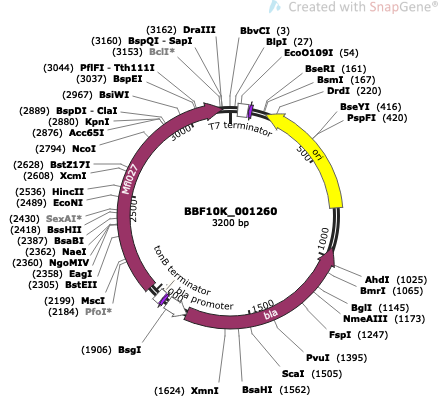 Created with SnapGene®
(3162) DraIII
(3160) BspQI - SapI
(3153) BclI*
(3044) PflFI - Tth111I
(3037) BspEI
(2967) BsiWI
(2889) BspDI - ClaI
(2880) KpnI
(2876) Acc65I
(2794) NcoI
(2628) BstZ17I
(2608) XcmI
(2536) HincII
(2489) EcoNI
(2430) SexAI*
(2418) BssHII
(2387) BsaBI
(2362) NaeI
(2360) NgoMIV
(2358) EagI
(2305) BstEII
(2199) MscI
(2184) PfoI*
(1906) BsgI
(1624) XmnI
BbvCI (3)
BlpI (27)
EcoO109I (54)
BseRI (161)
BsmI (167)
DrdI (220)
BseYI (416)
PspFI (420)
AhdI (1025)
BmrI (1065)
BglI (1145)
NmeAIII (1173)
FspI (1247)
PvuI (1395)
ScaI (1505)
BsaHI (1562)
T7 terminator
ori
500
1000
1500
bla
bla promoter
tonB terminator
2500
3000
Mfl027
BBF10K_001260
3200 bp